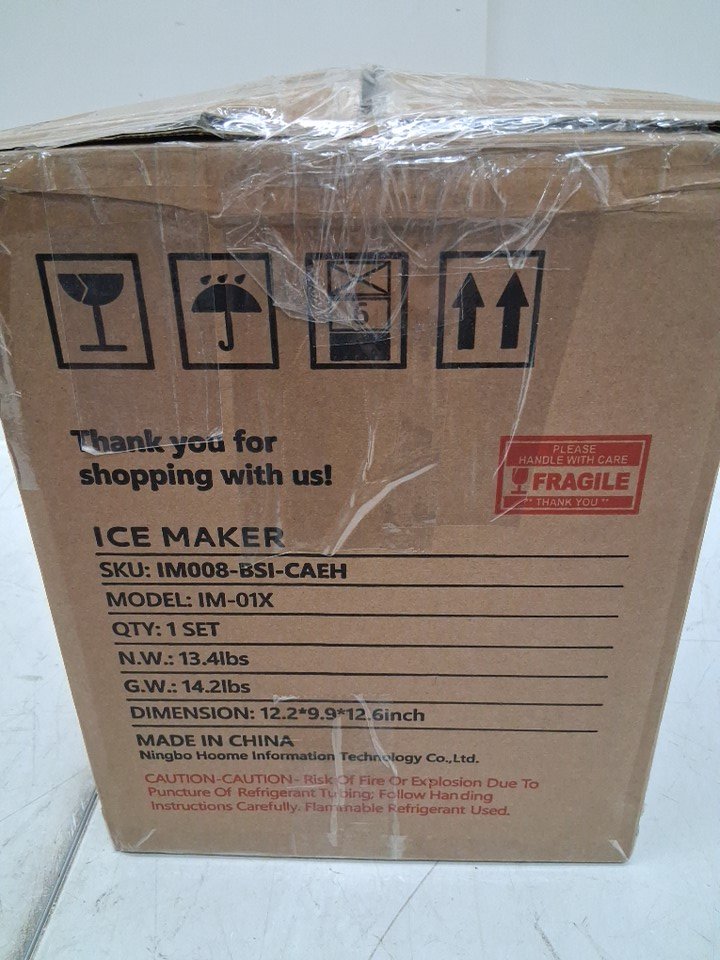 6
Thank you for
shopping with us!
PLEASE
HANDLE WITH CARE
FRAGILE
" THANK YOU "
ICE MAKER
SKU: IM008-BSI-CAEH
MODEL: IM-01X
QTY: 1 SET
N.W.: 13.4lbs
G.W.: 14.2lbs
DIMENSION: 12.2*9.9*12.6inch
MADE IN CHINA
Ningbo Hoome Information Technology Co.,Ltd.
CAUTION-CAUTION- Risk Of Fire Or Explosion Due To
Puncture Of Refrigerant Tubing; Follow Handing
Instructions Carefully. Flammable Refrigerant Used.